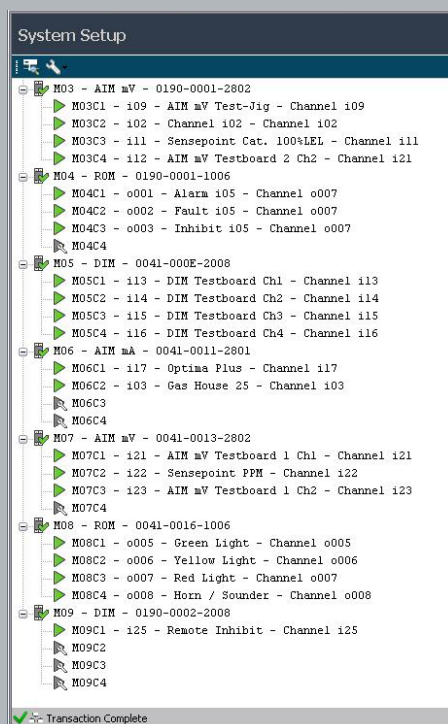 System Setup
M03 - AIM mV - 0190-0001-2802
M03C1 - i09 - AIM mV Test-Jig - Channel i09
M03C2 - i02 - Channel i02 - Channel i02
M03C3 - i11 - Sensepoint Cat. 100%LEL - Channel i11
M03C4 - i12 - AIM mV Testboard 2 Ch2 - Channel i21
M04 - ROM - 0190-0001-1006
M04C1 - o001 - Alarm i05 - Channel o007
M04C2 - o002 - Fault i05 - Channel o007
M04C3 - o003 - Inhibit i05 - Channel o007
M04C4
M05 - DIM - 0041-000E-2008
M05C1 - i13 - DIM Testboard Ch1 - Channel i13
M05C2 - i14 - DIM Testboard Ch2 - Channel i14
M05C3 - i15 - DIM Testboard Ch3 - Channel i15
M05C4 - i16 - DIM Testboard Ch4 - Channel i16
M06 - AIM mA - 0041-0011-2801
M06C1 - i17 - Optima Plus - Channel i17
M06C2 - i03 - Gas House 25 - Channel i03
M06C3
M06C4
M07 - AIM mV - 0041-0013-2802
M07C1 - i21 - AIM mV Testboard 1 Ch1 - Channel i21
M07C2 - i22 - Sensepoint PPM - Channel i22
M07C3 - i23 - AIM mV Testboard 1 Ch2 - Channel i23
M07C4
M08 - ROM - 0041-0016-1006
M08C1 - o005 - Green Light - Channel o005
M08C2 - o006 - Yellow Light - Channel o006
M08C3 - o007 - Red Light - Channel o007
M08C4 - o008 - Horn / Sounder - Channel o008
M09 - DIM - 0190-0002-2008
M09C1 - i25 - Remote Inhibit - Channel i25
M09C2
M09C3
M09C4
Transaction Complete